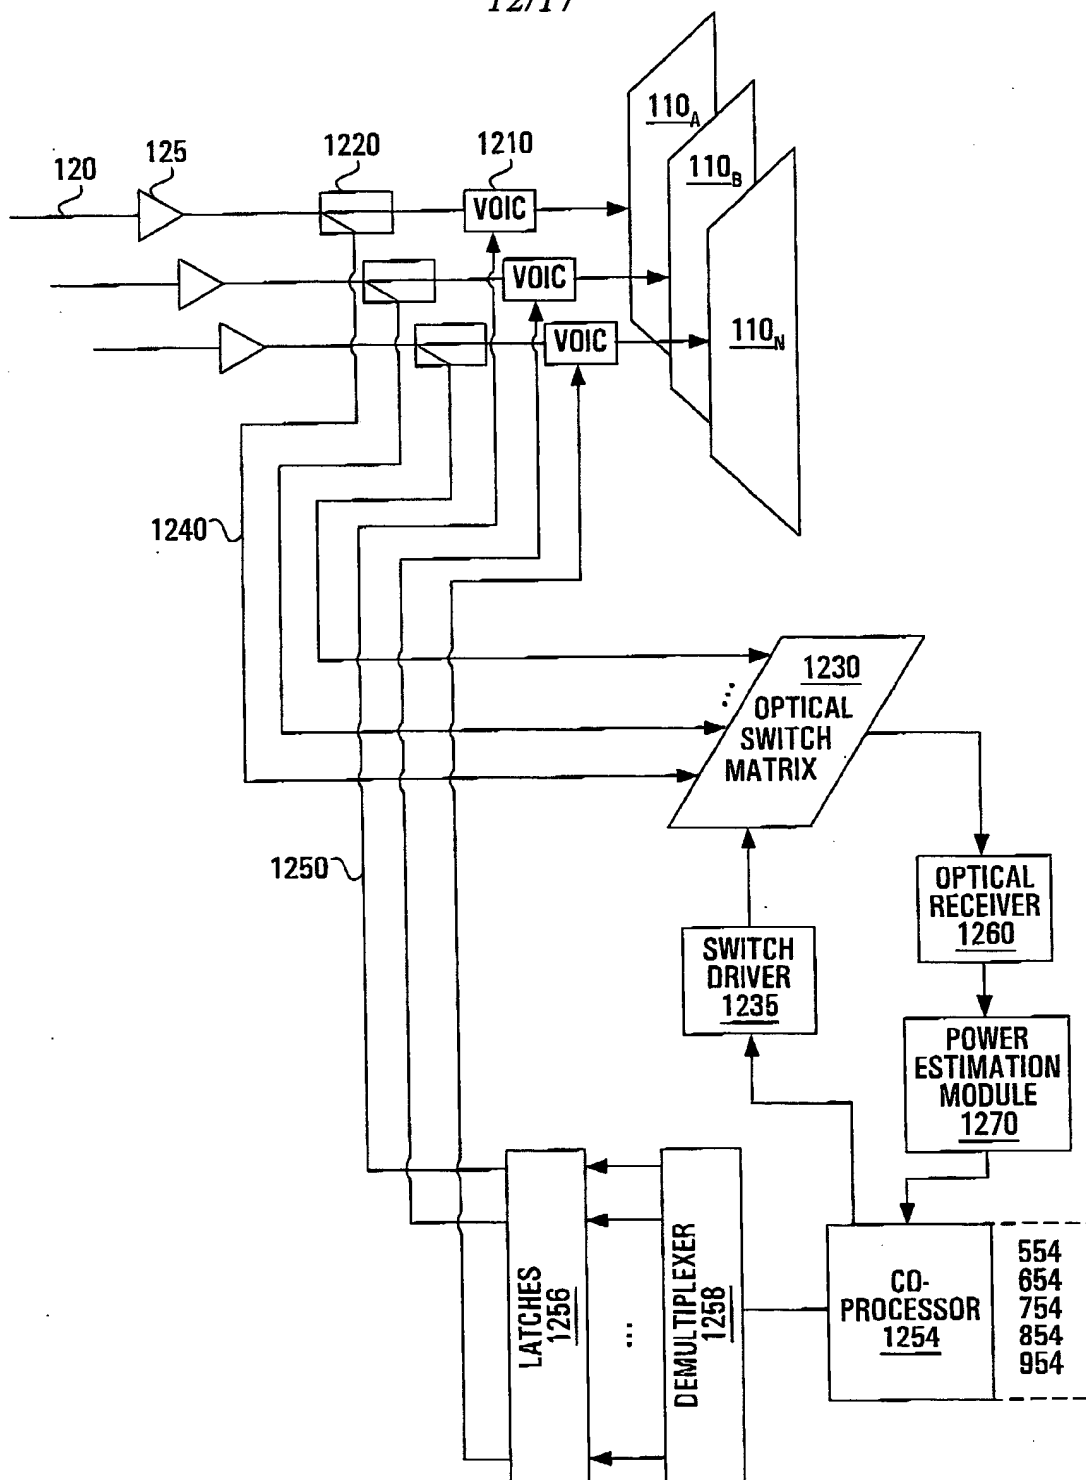 12/17
120
125
1220
1210
VOIC
VOIC
VOIC
110A
110B
110N
1240
1250
1230
OPTICAL
SWITCH
MATRIX
...
OPTICAL
RECEIVER
1260
SWITCH
DRIVER
1235
POWER
ESTIMATION
MODULE
1270
LATCHES
1256
...
DEMULTIPLEXER
1258
CO-
PROCESSOR
1254
554
654
754
854
954